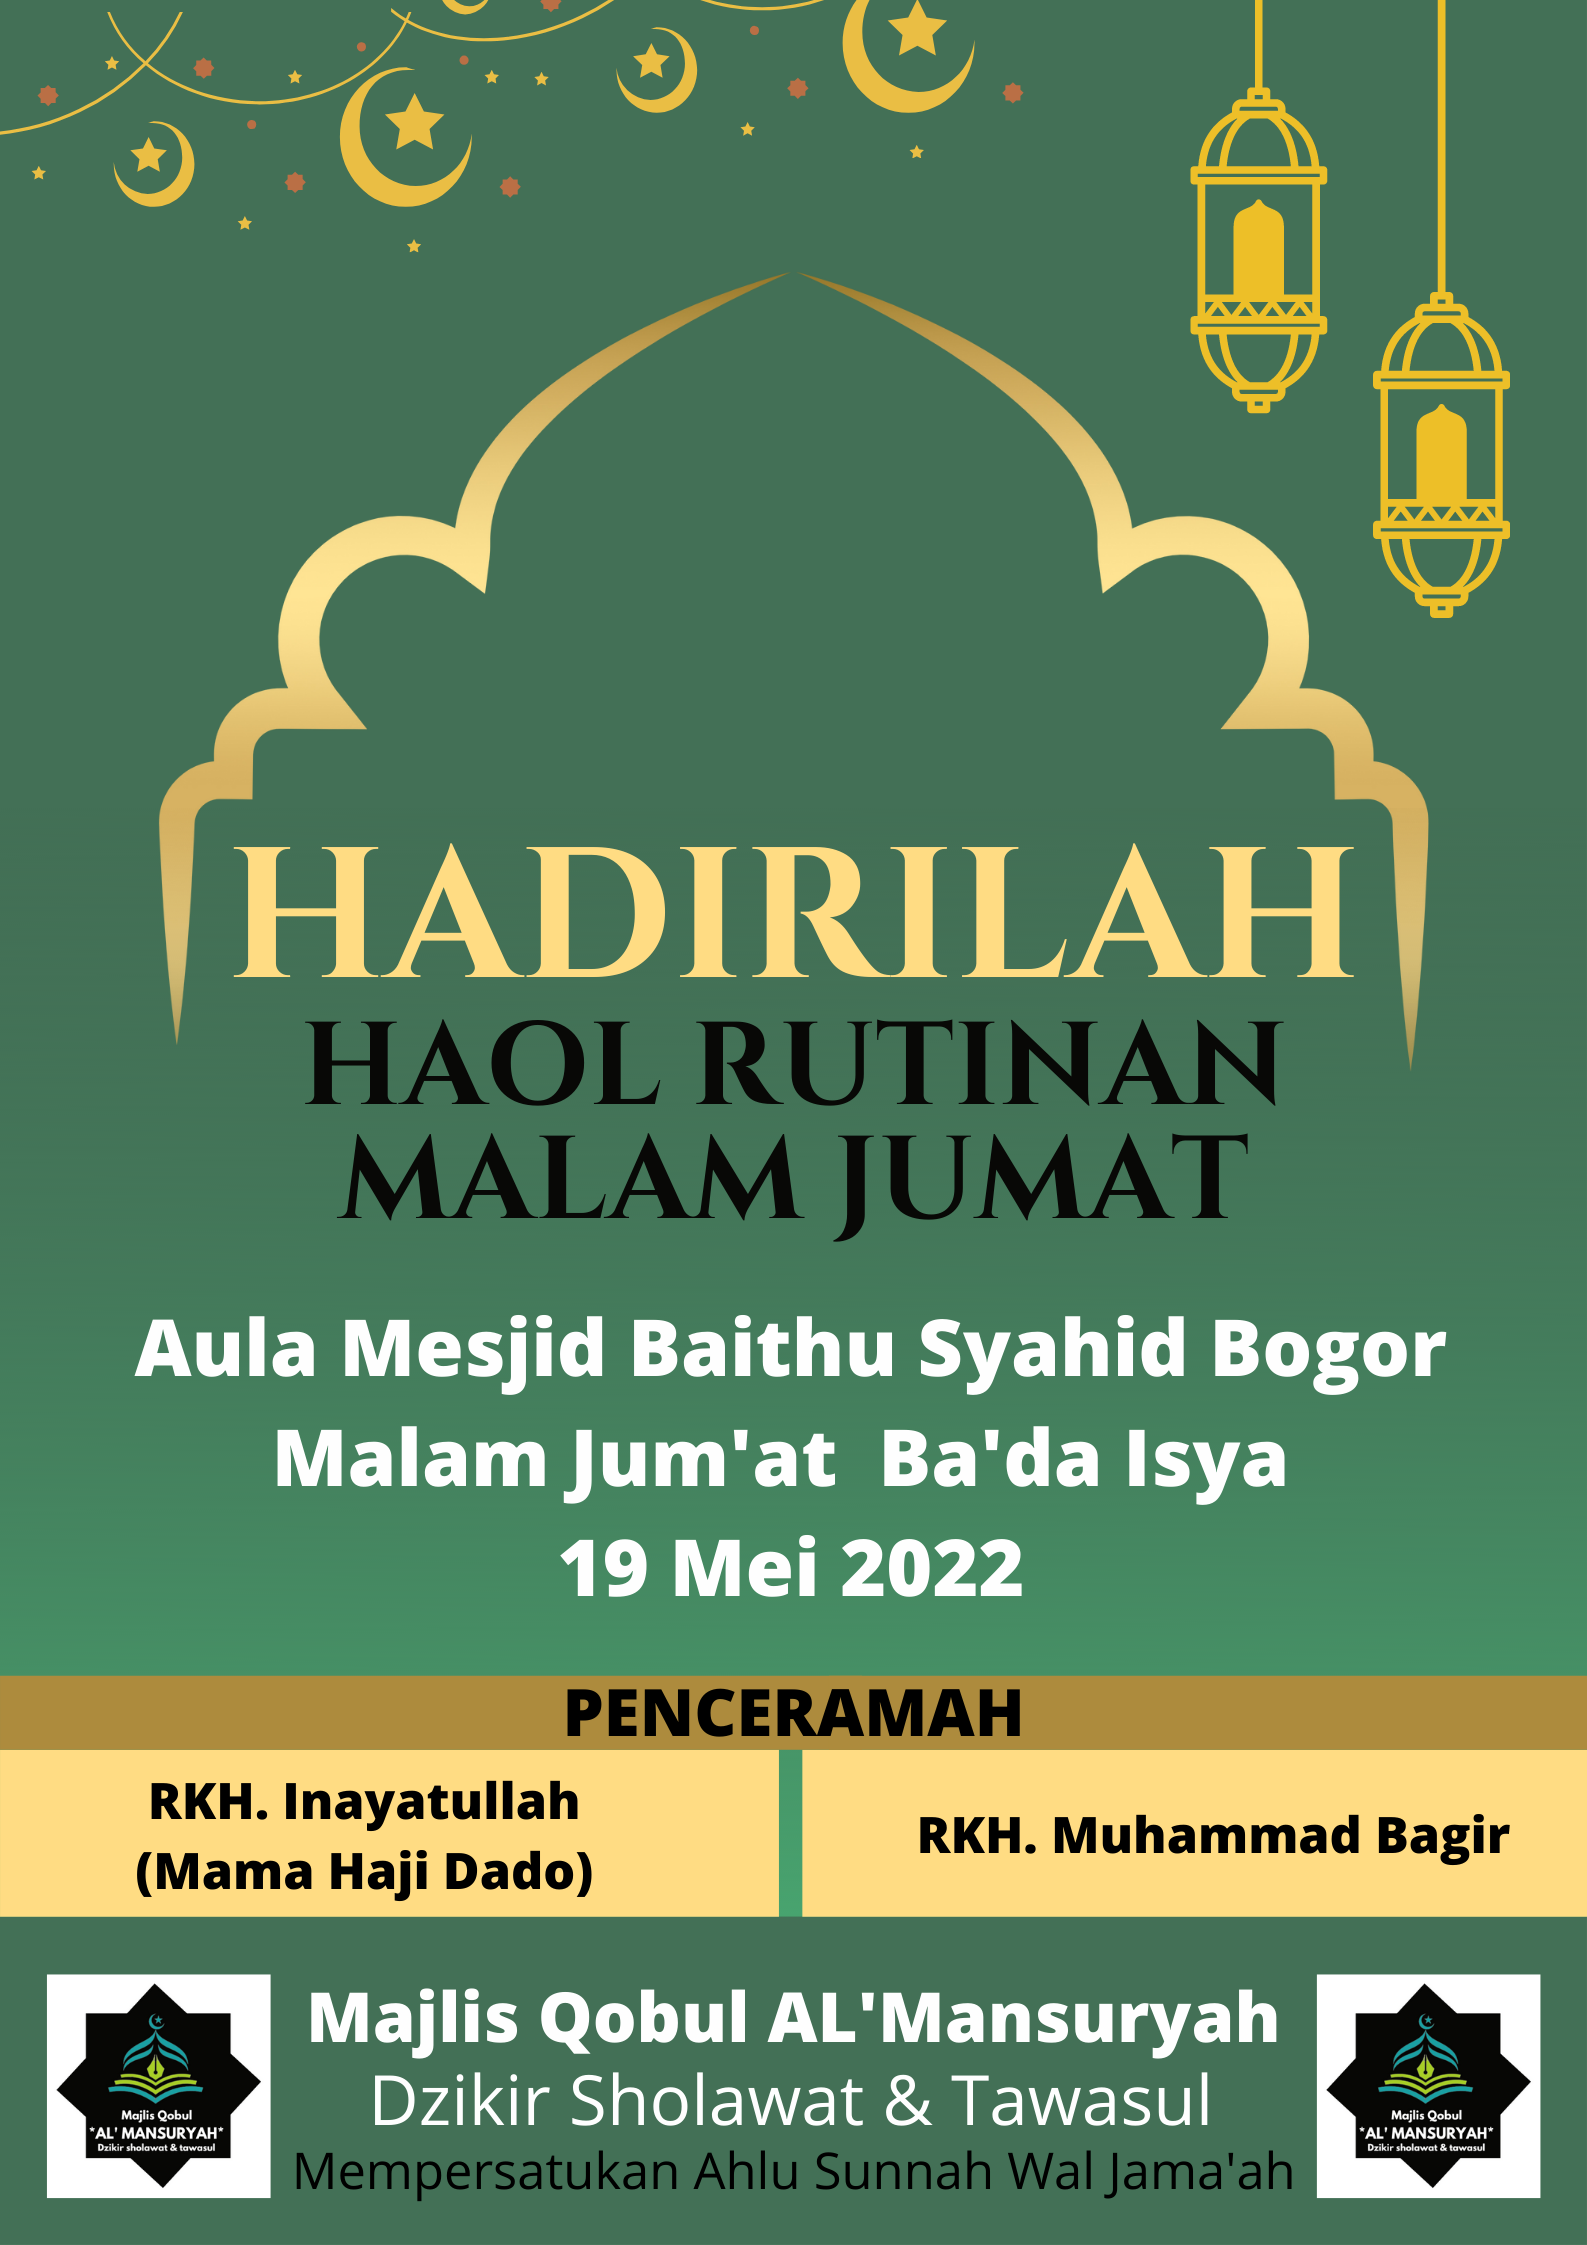 HADIRILAH
HAOL RUTINAN
MALAM JUMAT
Aula Mesjid Baithu Syahid Bogor
Malam Jum'at Ba'da Isya
19 Mei 2022
PENCERAMAH
RKH. Inayatullah
(Mama Haji Dado)
RKH. Muhammad Bagir
Majlis Qobul AL'Mansuryah
Dzikir Sholawat & Tawasul
Mempersatukan Ahlu Sunnah Wal Jama'ah
Majlis Qobul
*AL' MANSURYAH*
Dzikir sholawat & tawasul
Majlis Qobul
*AL' MANSURYAH*
Dzikir sholawat & tawasul